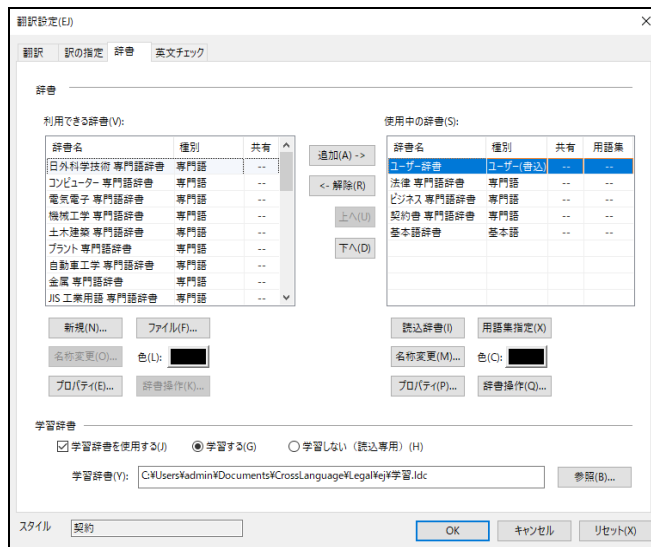 翻訳設定(EJ)
翻訳 訳の指定 辞書 英文チェック
辞書
利用できる辞書(V): 使用中の辞書(S):
辞書名 種別 共有 辞書名 種別 共有 用語集
日外科学技術 専門語辞書 専門語 -- 追加(A) -> ユーザー辞書 ユーザー(書込) -- --
コンピューター 専門語辞書 専門語 -- <- 解除(R) 法律 専門語辞書 専門語 -- --
電気電子 専門語辞書 専門語 -- ビジネス 専門語辞書 専門語 -- --
機械工学 専門語辞書 専門語 -- 上へ(U) 契約書 専門語辞書 専門語 -- --
土木建築 専門語辞書 専門語 -- 基本語辞書 基本語 -- --
プラント 専門語辞書 専門語 -- 下へ(D)
自動車工学 専門語辞書 専門語 --
金属 専門語辞書 専門語 --
JIS 工業用語 専門語辞書 専門語 --
新規(N)... ファイル(F)... 読込辞書(I) 用語集指定(X)
名称変更(O)... 色(L): 名称変更(M)... 色(C):
プロパティ(E)... 辞書操作(K)... プロパティ(P)... 辞書操作(Q)...
学習辞書
学習辞書を使用する(J) 学習する(G) 学習しない（読込専用）(H)
学習辞書(Y): C:¥Users¥admin¥Documents¥CrossLanguage¥Legal¥ej¥学習.ldc 参照(B)...
スタイル 契約 OK キャンセル リセット(X)